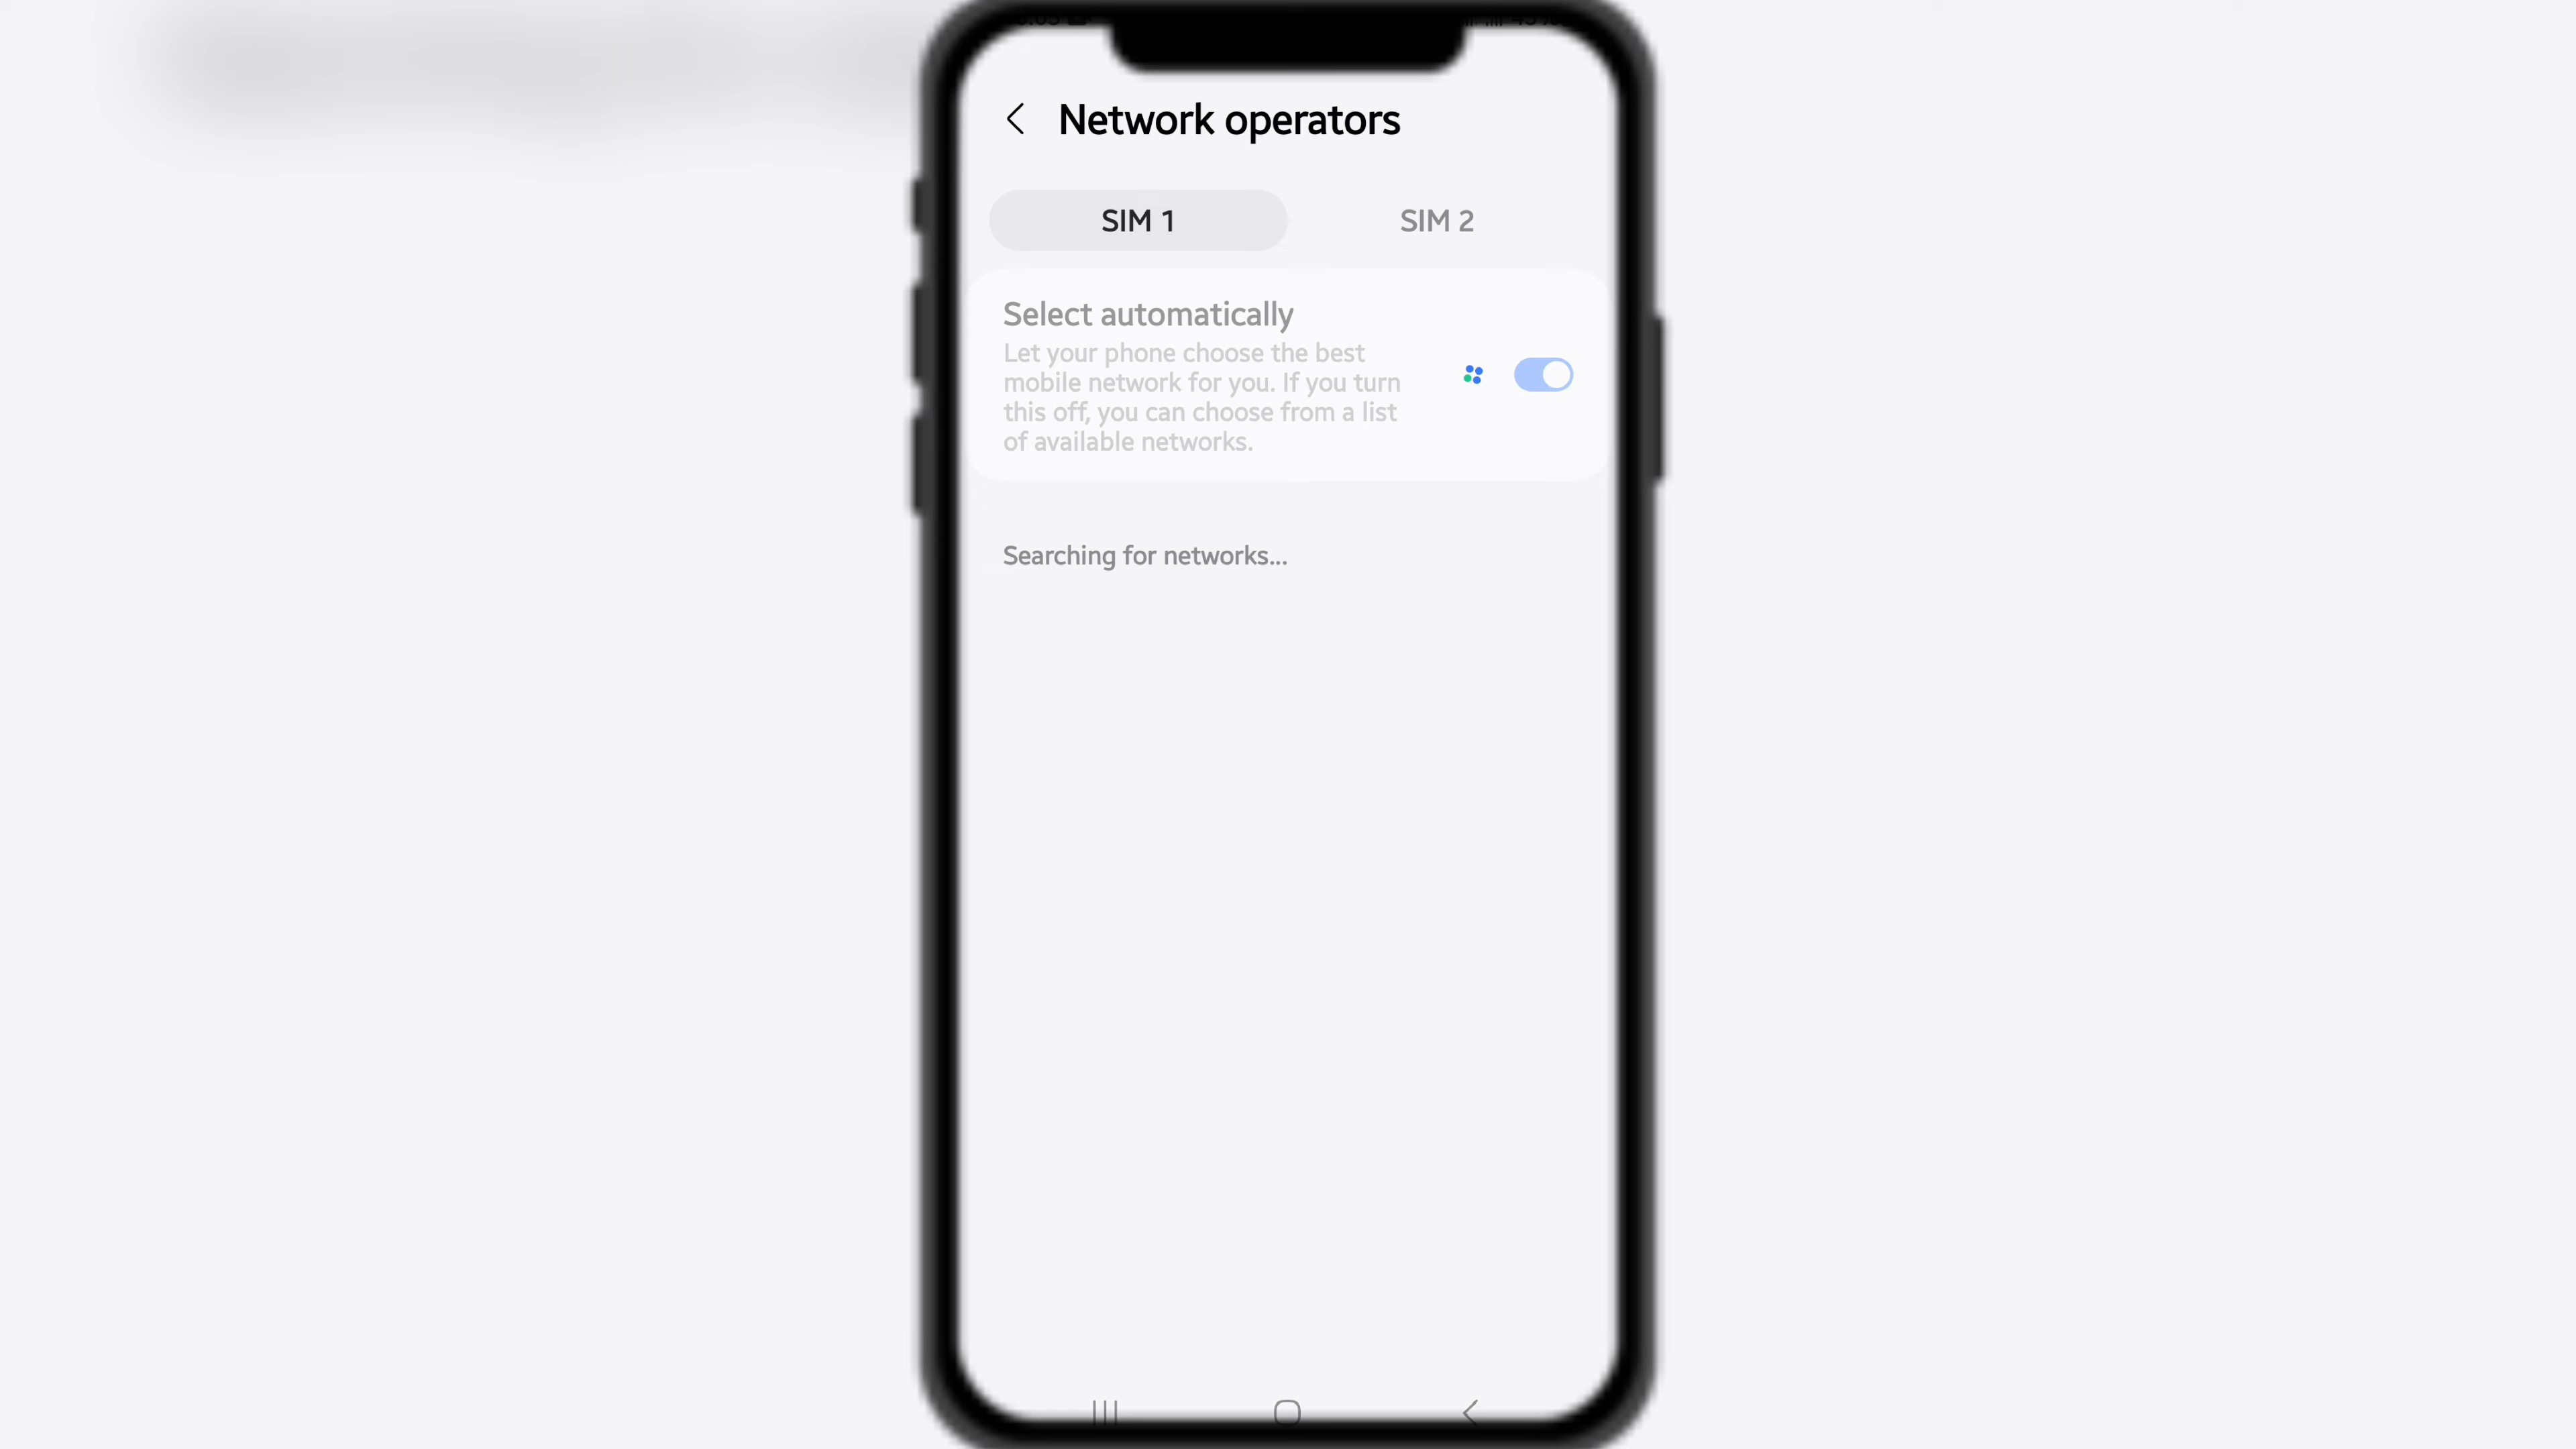 Network operators
SIM 1
SIM 2
Select automatically
Let your phone choose the best
mobile network for you. If you turn
this off, you can choose from a list
of available networks.
Searching for networks...